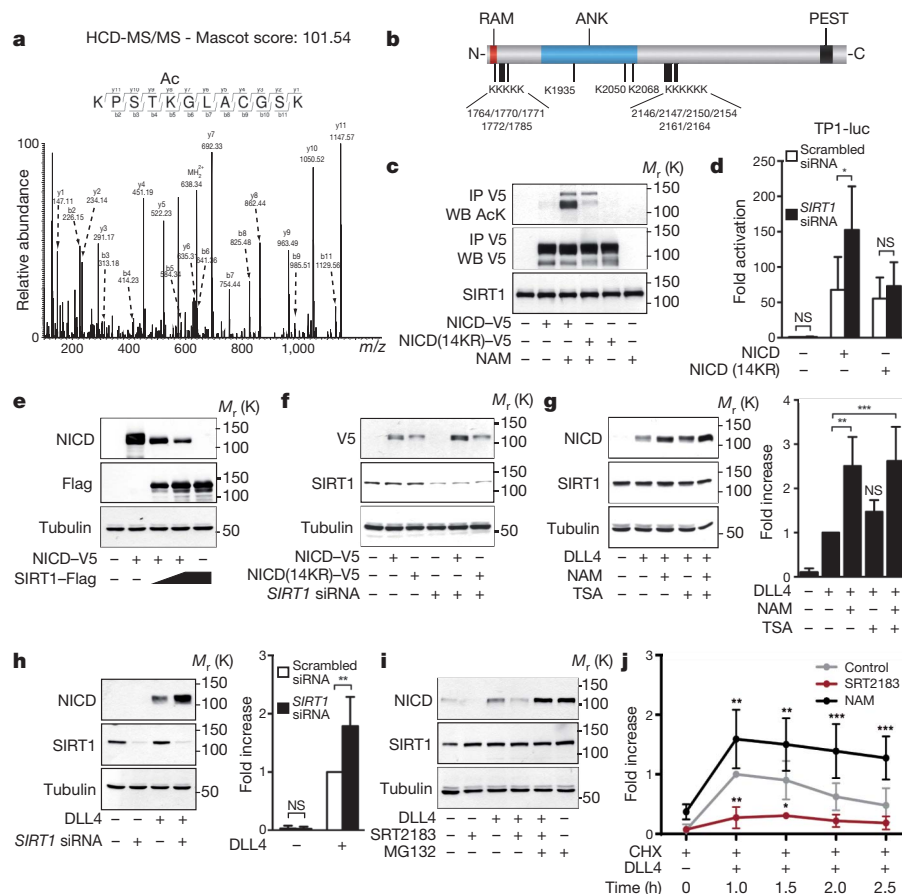 a
HCD-MS/MS - Mascot score: 101.54
Ac
y11 y10 y9 y8 y7 y6 y5 y4 y3 y2 y1
K P S T K G L A C G S K
b2 b3 b4 b5 b6 b7 b8 b9 b10 b11
Relative abundance
100
0
y1 147.11
b2 226.15
y2 234.14
y3 291.17
b3 313.18
b4 414.23
y4 451.19
y5 522.23
b5
y6 635.31
MH2 2+ 638.34
b6 641.36
y7 692.33
b7 754.44
b8 825.48
y8 862.44
y9 963.49
b9 985.51
y10 1050.52
b11 1129.56
y11 1147.57
200 400 600 800 1,000 m/z
b
RAM ANK PEST
N- -C
KKKKK K1935 K2050 K2068 KKKKKK
1764/1770/1771
1772/1785
2146/2147/2150/2154
2161/2164
c
Mr (K)
IP V5
WB AcK
150
100
IP V5
WB V5
150
100
SIRT1
150
100
NICD–V5 – + + – – –
NICD(14KR)–V5 – – – + + –
NAM – – + + – +
d
TP1-luc
Scrambled siRNA
SIRT1 siRNA
Fold activation
250
200
150
100
50
0
NS * NS
NICD – + –
NICD (14KR) – – +
e
Mr (K)
NICD 150
100
Flag 150
100
Tubulin 50
NICD–V5 – + + + –
SIRT1–Flag – –
f
Mr (K)
V5 150
100
SIRT1 150
100
Tubulin 50
NICD–V5 – + – – + –
NICD(14KR)–V5 – – + – – +
SIRT1 siRNA – – – + + +
g
Mr (K)
NICD 150
100
SIRT1 150
100
Tubulin 50
DLL4 – + + + +
NAM – – + – +
TSA – – – + +
Fold increase
4
3
2
1
0
*** ** NS
DLL4 – + + + +
NAM – – + – +
TSA – – – + +
h
Mr (K)
NICD 150
100
SIRT1 150
100
Tubulin 50
DLL4 – – + +
SIRT1 siRNA – + – +
Scrambled siRNA
SIRT1 siRNA
Fold increase
3
2
1
0
NS **
DLL4 – +
i
Mr (K)
NICD 150
100
SIRT1 150
100
Tubulin 50
DLL4 – – + + + +
SRT2183 – + – + + –
MG132 – – – – + +
j
Control
SRT2183
NAM
Fold increase
2
1
0
** ** *** ***
** *
CHX + + + + +
DLL4 – + + + +
Time (h) 0 1.0 1.5 2.0 2.5